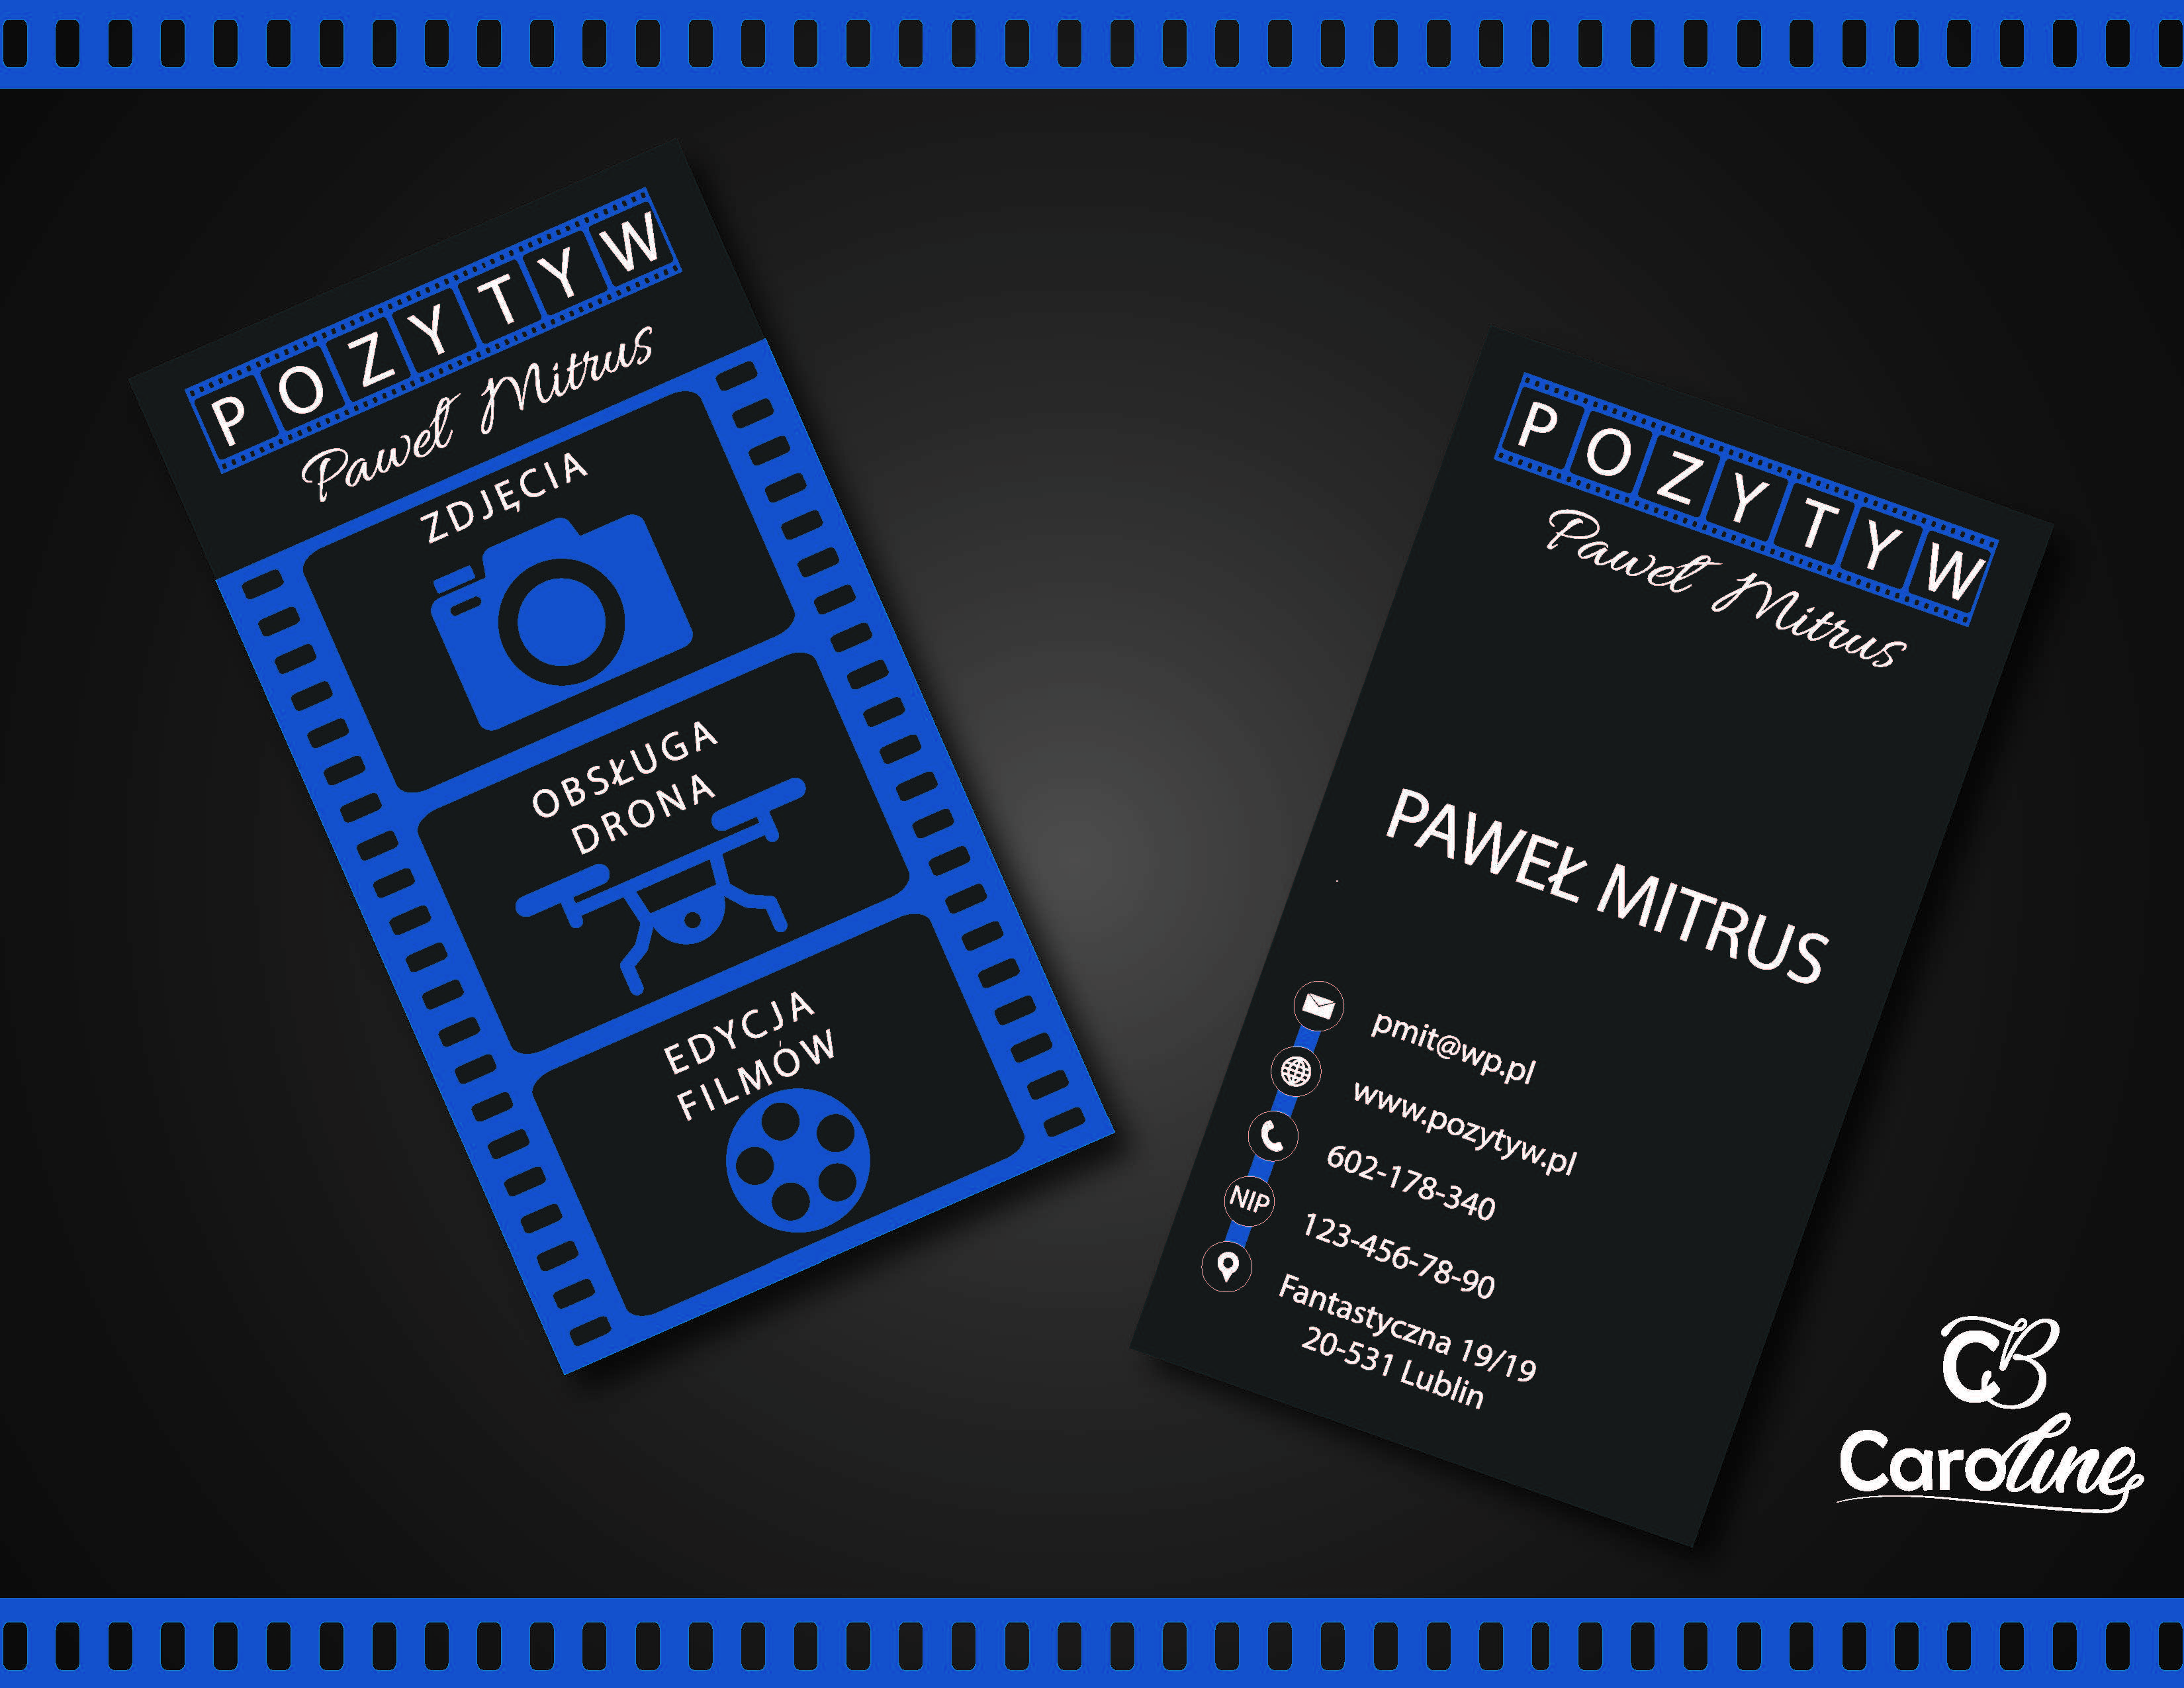 POZYTYW
Paweł Mitrus
ZDJĘCIA
OBSŁUGA
DRONA
EDYCJA
FILMÓW
POZYTYW
Paweł Mitrus
PAWEŁ MITRUS
pmit@wp.pl
www.pozytyw.pl
602-178-340
NIP 123-456-78-90
Fantastyczna 19/19
20-531 Lublin
CB
Caroline